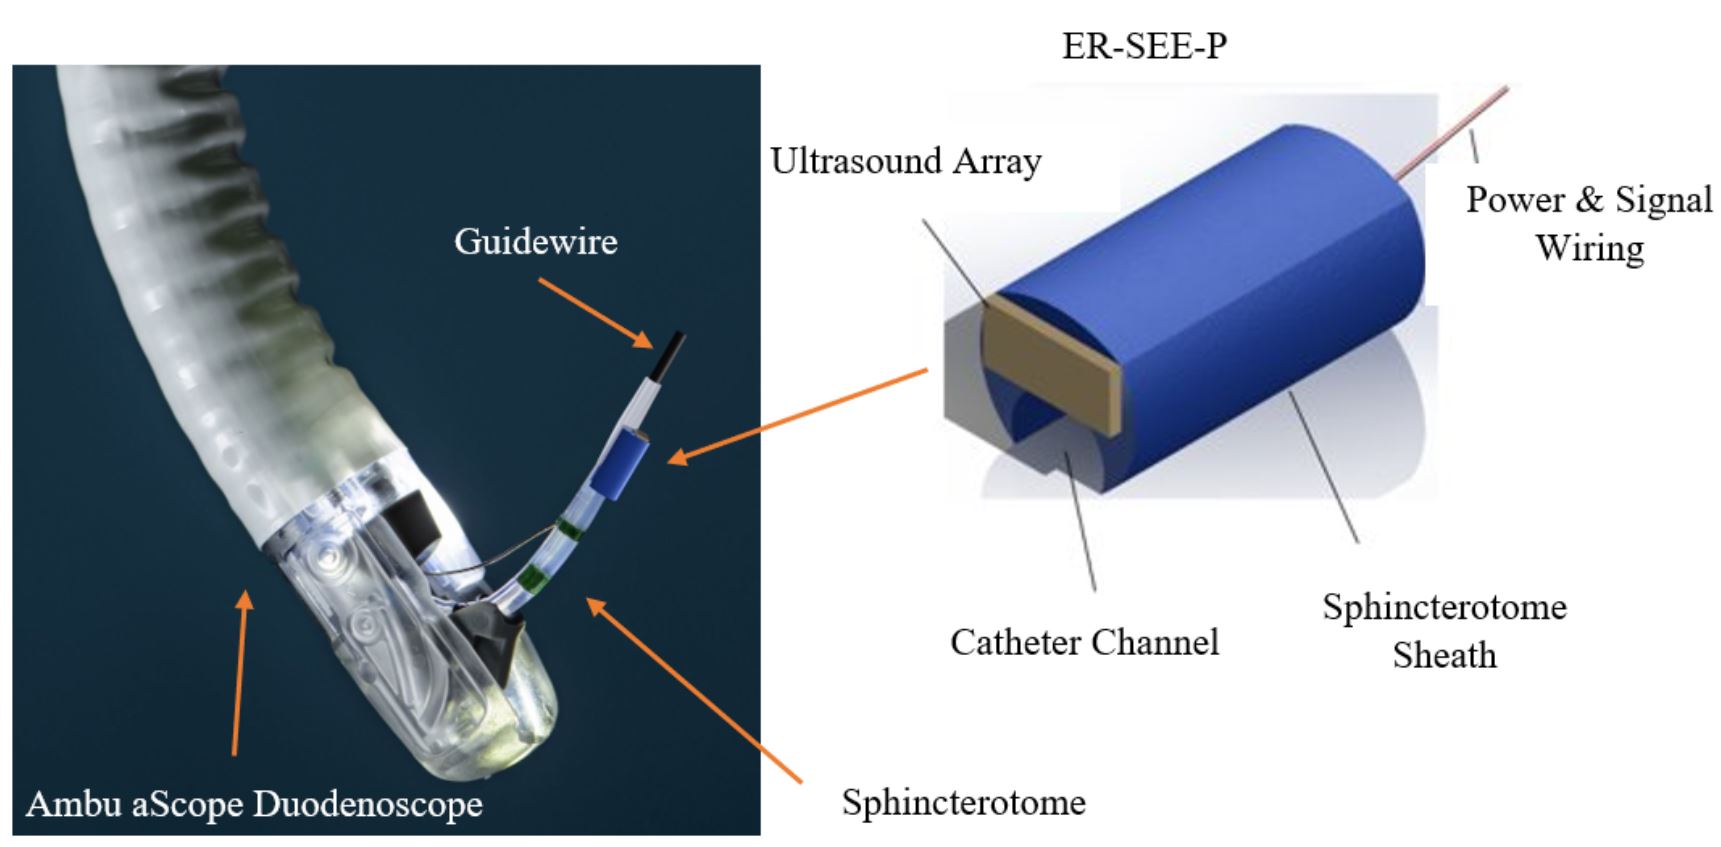 ER-SEE-P
Ultrasound Array
Power & Signal
Wiring
Guidewire
Catheter Channel
Sphincterotome
Sheath
Ambu aScope Duodenoscope
Sphincterotome